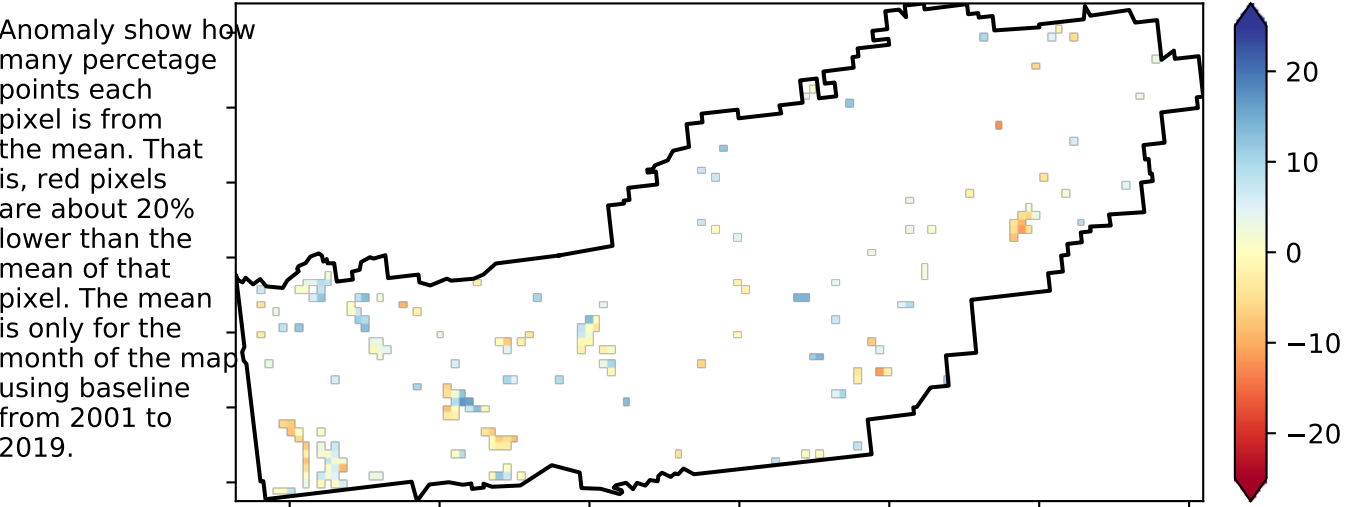 Anomaly show how
many percetage
points each
pixel is from
the mean. That
is, red pixels
are about 20%
lower than the
mean of that
pixel. The mean
is only for the
month of the map
using baseline
from 2001 to
2019.
20
10
0
−10
−20